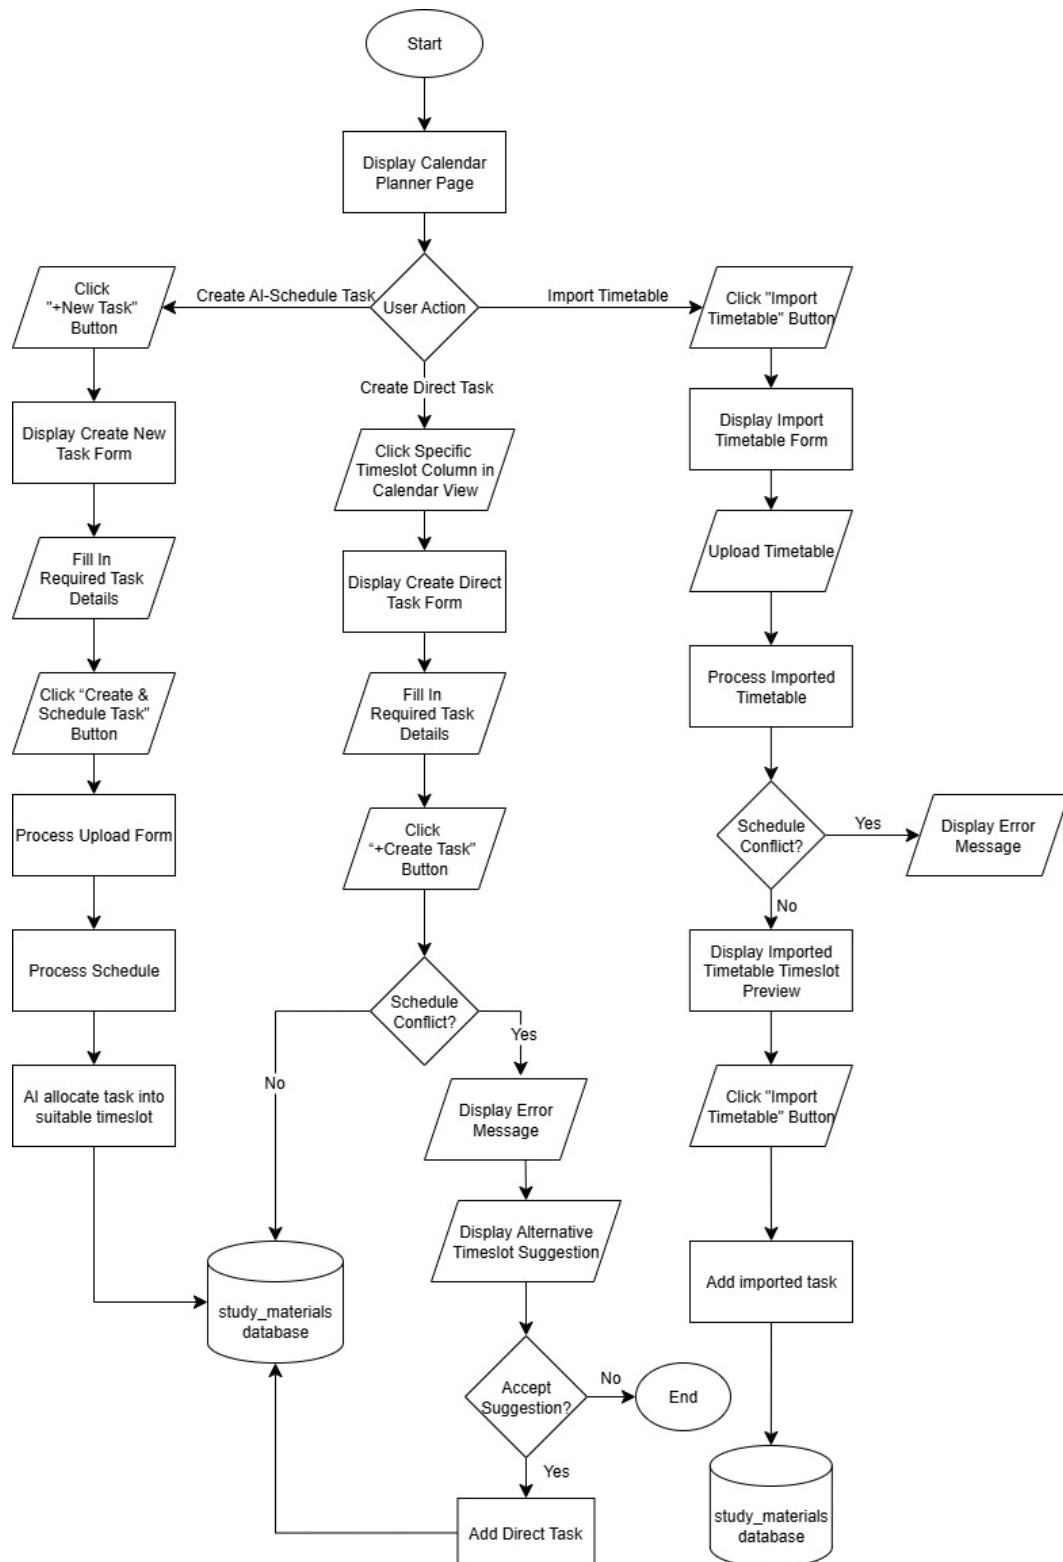 Start
Display Calendar
Planner Page
Click
"+New Task"
Button
Create AI-Schedule Task
User Action
Import Timetable
Click "Import
Timetable" Button
Create Direct Task
Display Create New
Task Form
Click Specific
Timeslot Column in
Calendar View
Display Import
Timetable Form
Fill In
Required Task
Details
Display Create Direct
Task Form
Upload Timetable
Click “Create &
Schedule Task"
Button
Fill In
Required Task
Details
Process Imported
Timetable
Process Upload Form
Click
“+Create Task"
Button
Schedule
Conflict?
Yes
Display Error
Message
No
Process Schedule
Schedule
Conflict?
Yes
No
Display Imported
Timetable Timeslot
Preview
AI allocate task into
suitable timeslot
Display Error
Message
Click "Import
Timetable" Button
Display Alternative
Timeslot Suggestion
Add imported task
study_materials
database
Accept
Suggestion?
No
End
Yes
Add Direct Task
study_materials
database